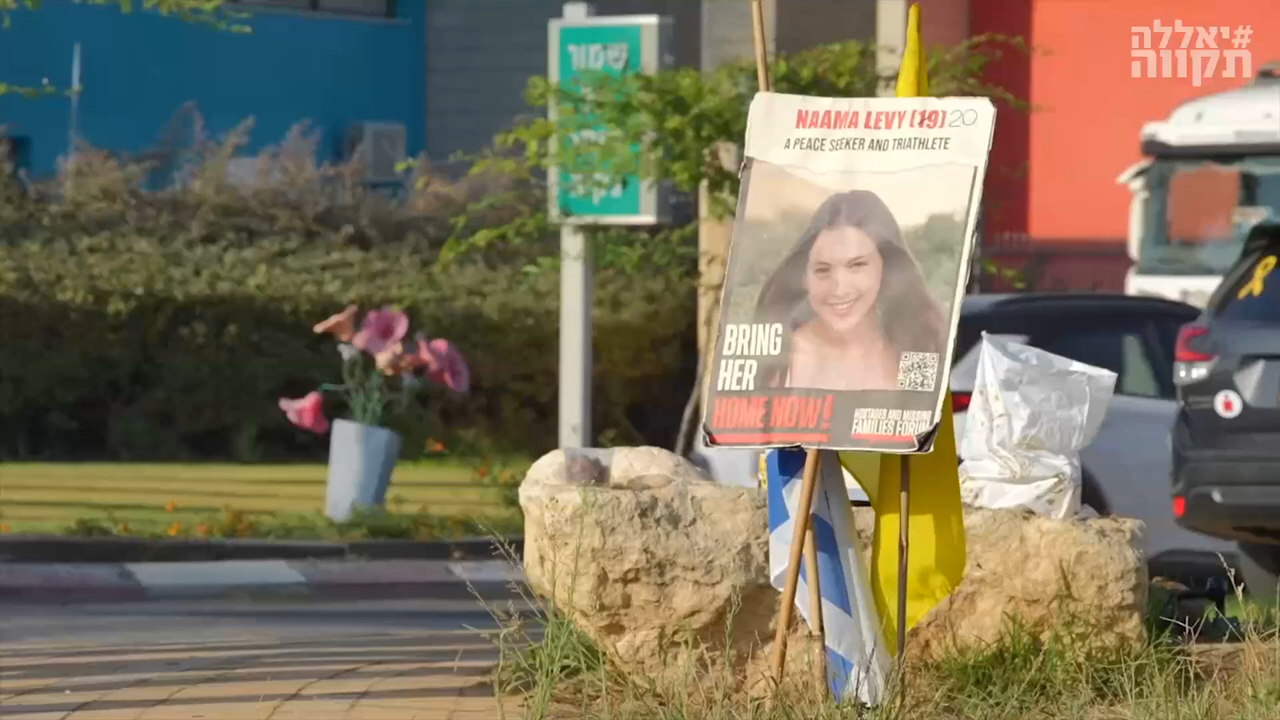 #יאללה
תקווה
שמור
NAAMA LEVY (19) 20
A PEACE SEEKER AND TRIATHLETE
BRING
HER
HOME NOW!
HOSTAGES AND MISSING
FAMILIES FORUM